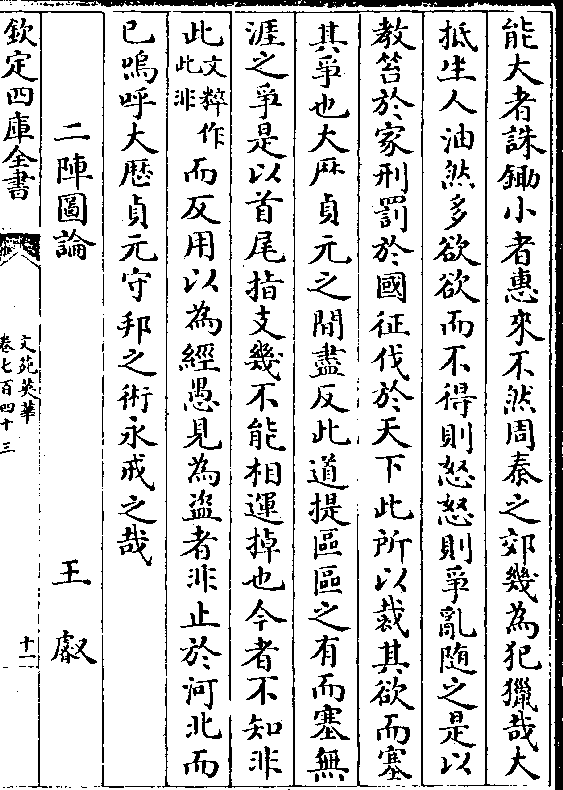 能大者誅鋤小者惠來不然周秦之郊幾為犯獵哉大
抵生人油然多欲欲而不得則怒怒則爭亂随之是以
教笞於家刑罰於國征伐於天下此所以裁其欲而塞
其爭也大厯貞元之間盡反此道提區區之有而塞無
涯之爭是以首尾指支幾不能相運掉也今者不知非
此文粹作此非而反用以為經愚見為盗者非止於河北而
已嗚呼大厯貞元守邦之術永戒之哉
二陣圖論 王叡
欽定四庫全書
文苑英華
卷七百四十三
十一